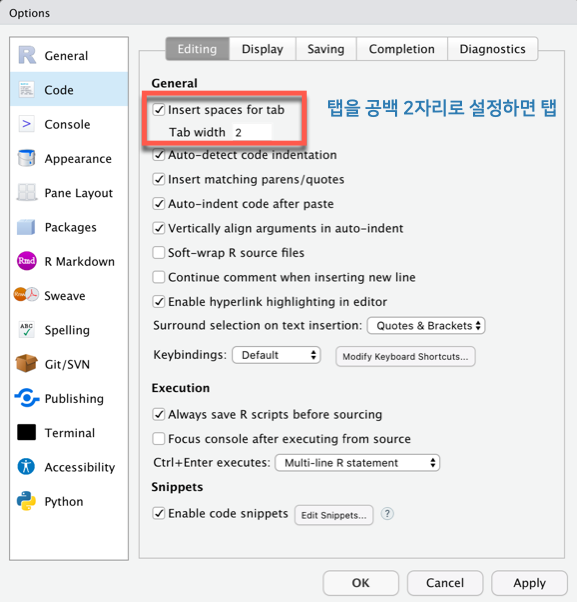 Options
General
Code
Console
Appearance
Pane Layout
Packages
Rmd R Markdown
Rnw Sweave
ABC Spelling
Git/SVN
Publishing
Terminal
Accessibility
Python
Editing Display Saving Completion Diagnostics
General
Insert spaces for tab
탭을 공백 2자리로 설정하면 탭
Tab width 2
Auto-detect code indentation
Insert matching parens/quotes
Auto-indent code after paste
Vertically align arguments in auto-indent
Soft-wrap R source files
Continue comment when inserting new line
Enable hyperlink highlighting in editor
Surround selection on text insertion: Quotes & Brackets
Keybindings: Default Modify Keyboard Shortcuts...
Execution
Always save R scripts before sourcing
Focus console after executing from source
Ctrl+Enter executes: Multi-line R statement
Snippets
Enable code snippets Edit Snippets... ?
OK Cancel Apply